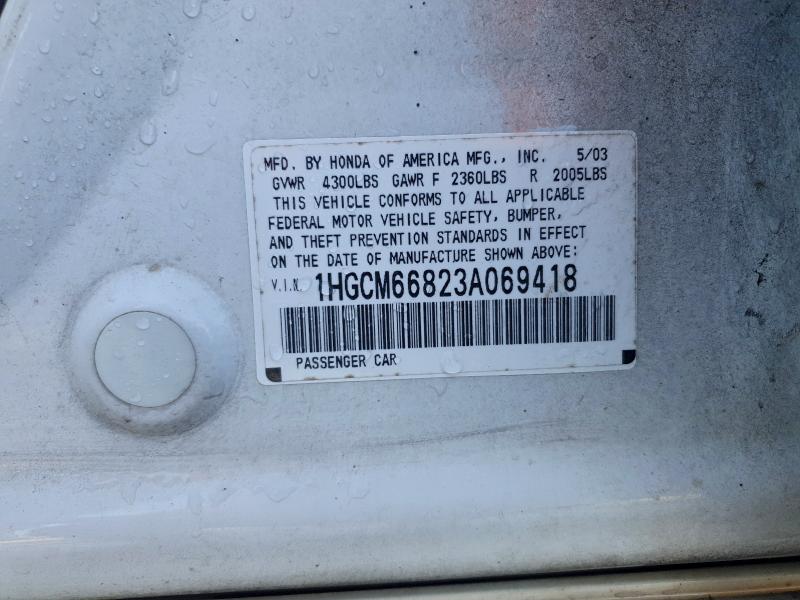 MFD. BY HONDA OF AMERICA MFG., INC. 5/03
GVWR 4300LBS GAWR F 2360LBS R 2005LBS
THIS VEHICLE CONFORMS TO ALL APPLICABLE
FEDERAL MOTOR VEHICLE SAFETY, BUMPER,
AND THEFT PREVENTION STANDARDS IN EFFECT
ON THE DATE OF MANUFACTURE SHOWN ABOVE:
V.I.N. 1HGCM66823A069418
PASSENGER CAR